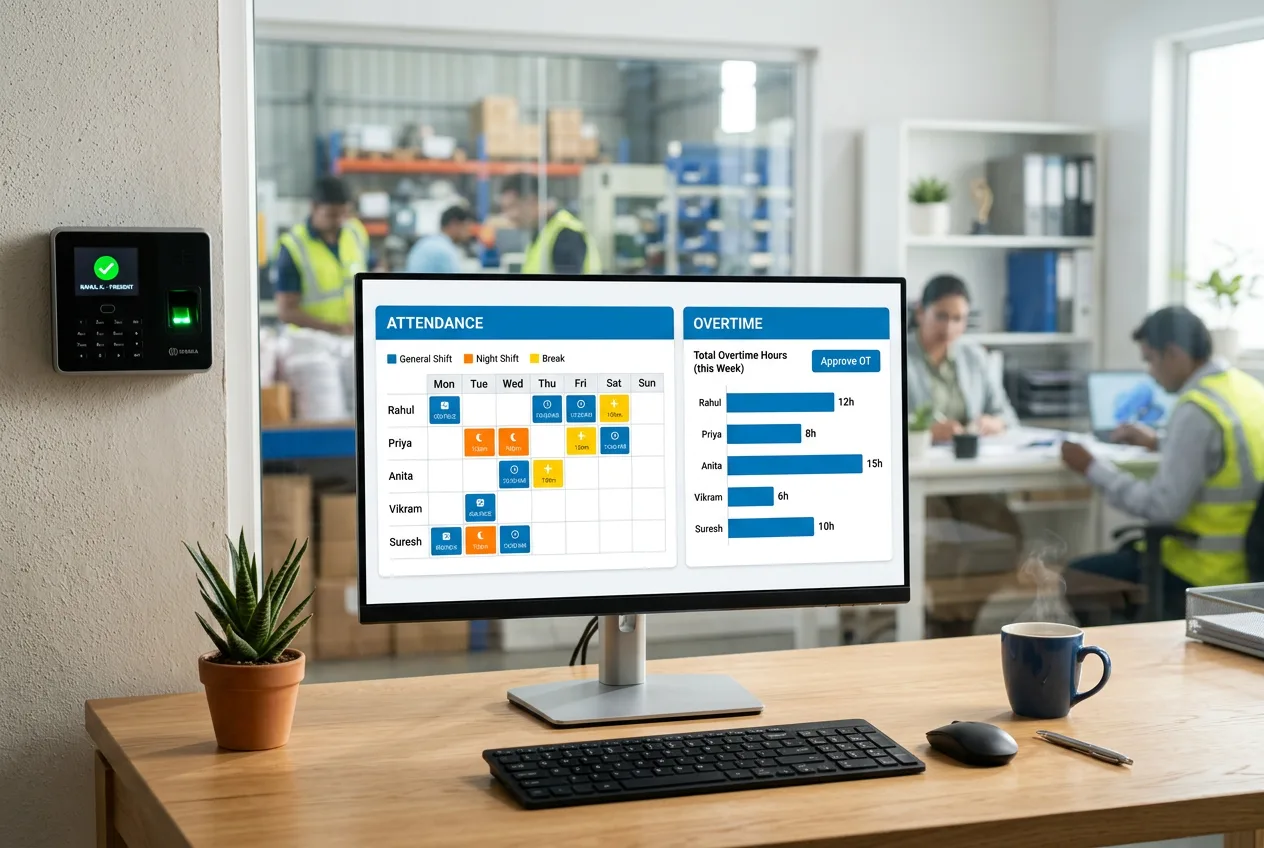 RAHUL K. - PRESENT
ATTENDANCE
General Shift
Night Shift
Break
Mon Tue Wed Thu Fri Sat Sun
Rahul
Priya
Anita
Vikram
Suresh
OVERTIME
Total Overtime Hours
(this Week)
Approve OT
Rahul 12h
Priya 8h
Anita 15h
Vikram 6h
Suresh 10h